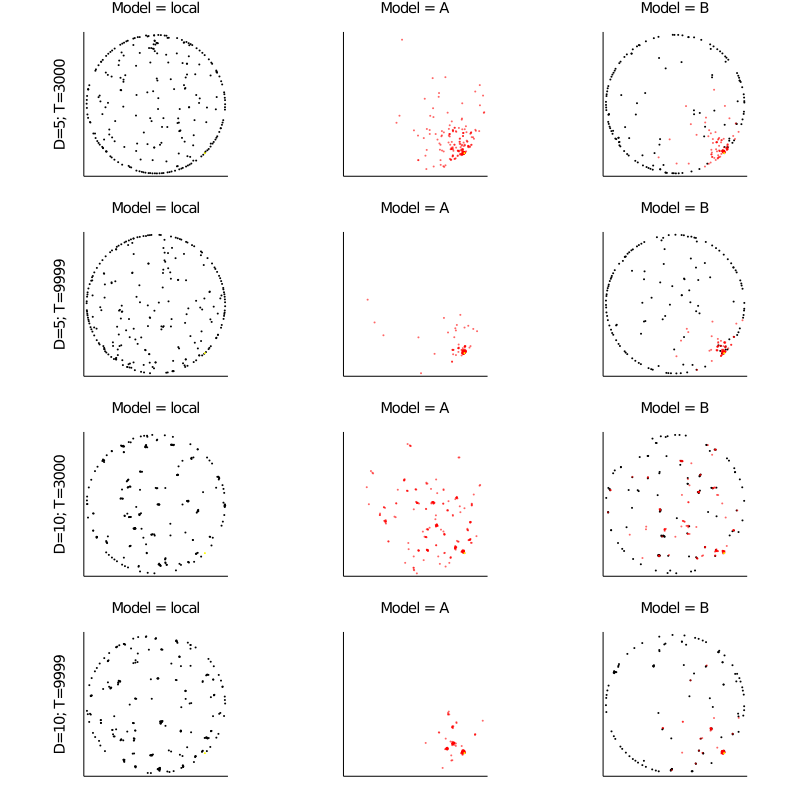 Model = local
Model = A
Model = B
D=5; T=3000
Model = local
Model = A
Model = B
D=5; T=9999
Model = local
Model = A
Model = B
D=10; T=3000
Model = local
Model = A
Model = B
D=10; T=9999